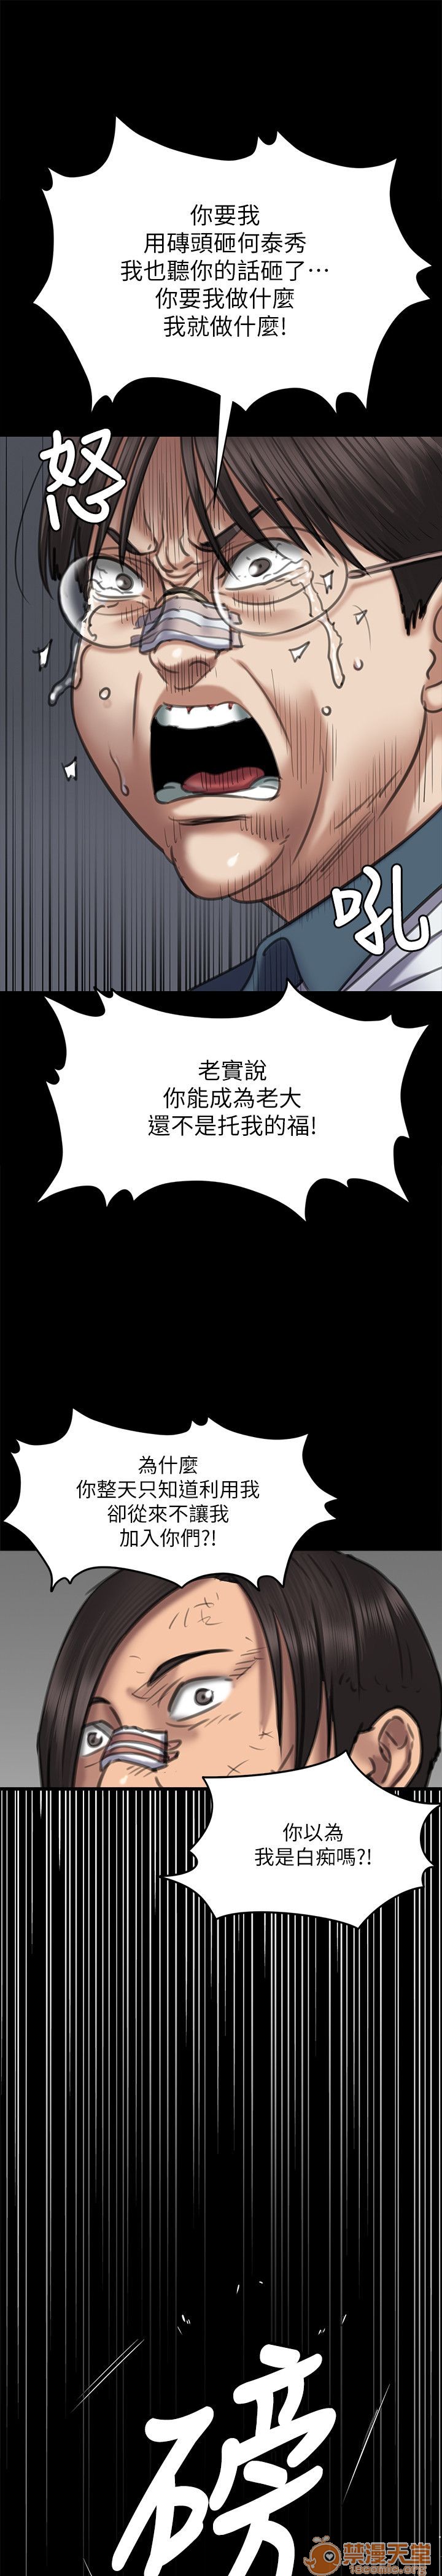 你要我
用磚頭砸何泰秀
我也聽你的話砸了…
你要我做什麼
我就做什麼!
怒
吼
老實說
你能成為老大
還不是托我的福!
為什麼
你整天只知道利用我
卻從來不讓我
加入你們?!
你以為
我是白痴嗎?!
磅
禁漫天堂
18comic.org